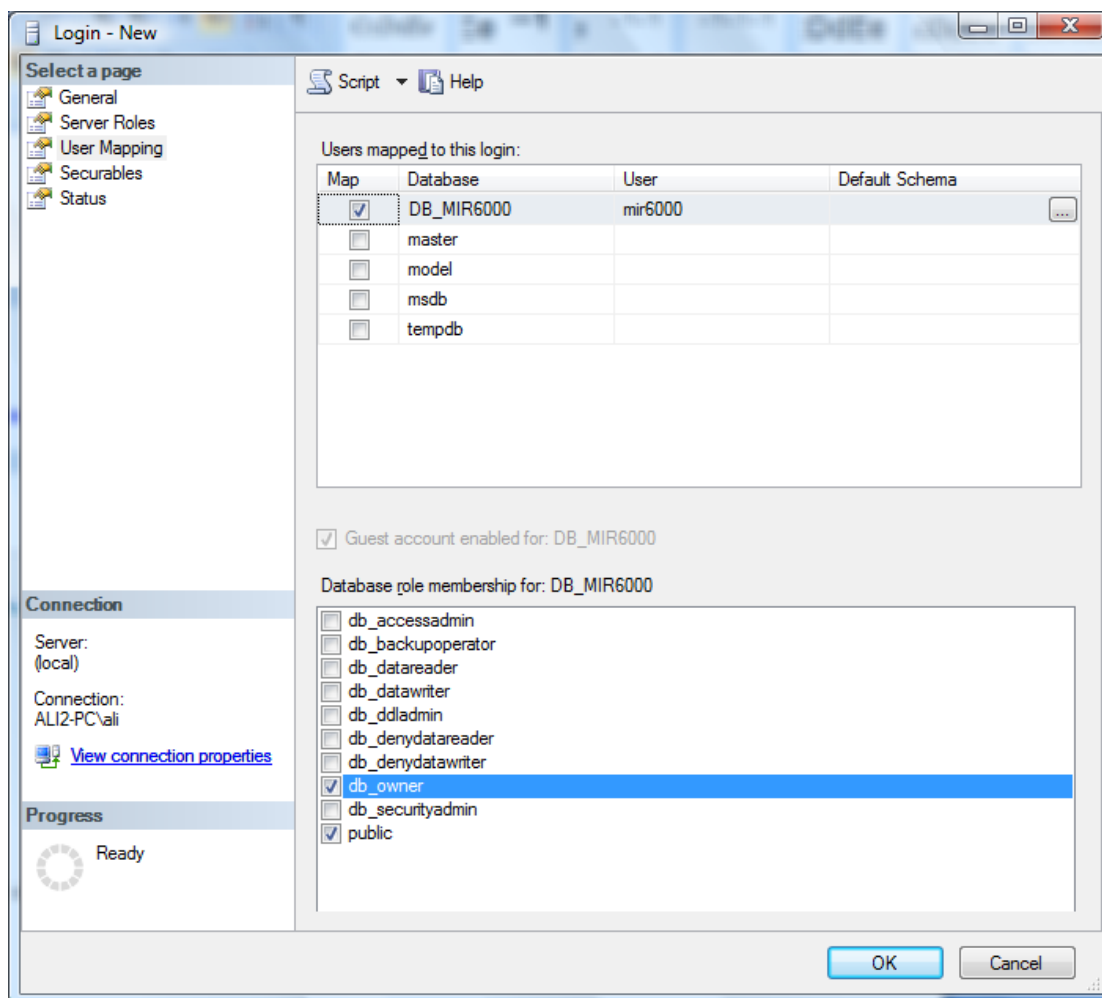 Login - New
Select a page
General
Server Roles
User Mapping
Securables
Status
Script Help
Users mapped to this login:
Map Database User Default Schema
DB_MIR6000 mir6000 ...
master
model
msdb
tempdb
Guest account enabled for: DB_MIR6000
Database role membership for: DB_MIR6000
db_accessadmin
db_backupoperator
db_datareader
db_datawriter
db_ddladmin
db_denydatareader
db_denydatawriter
db_owner
db_securityadmin
public
Connection
Server:
(local)
Connection:
ALI2-PC\ali
View connection properties
Progress
Ready
OK Cancel